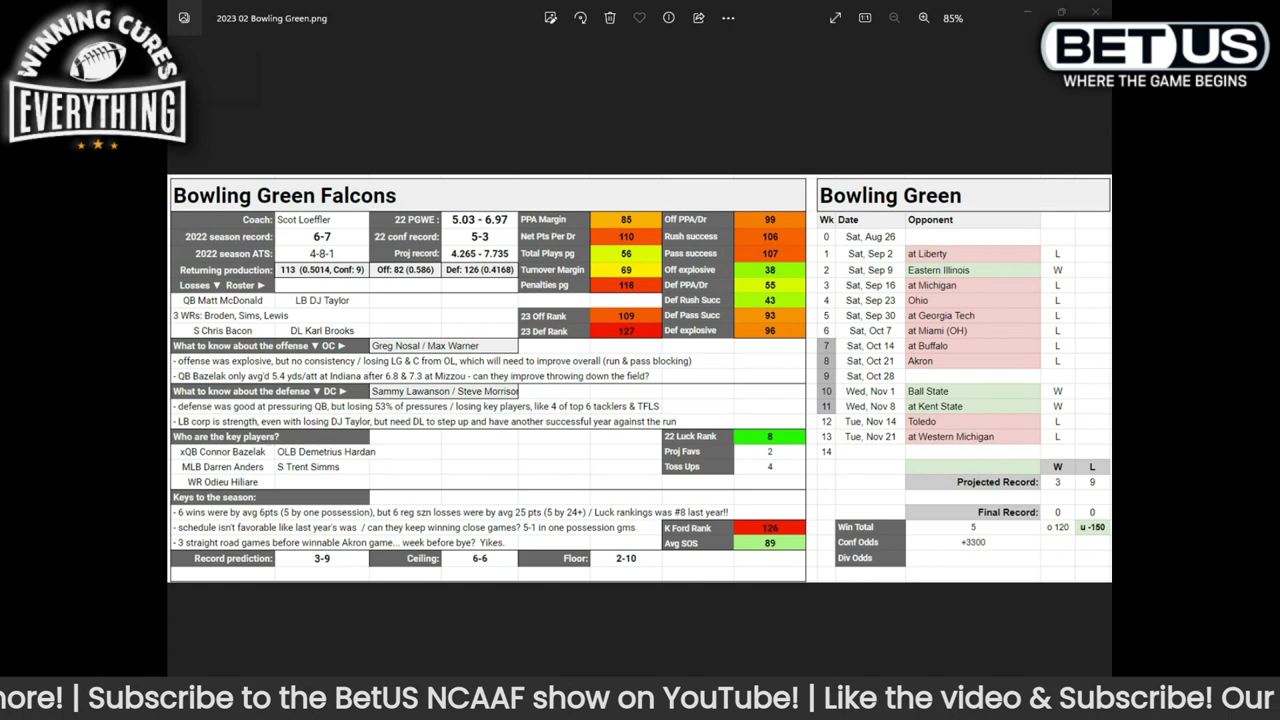 2023 02 Bowling Green.png
85%
WINNING CURES
EVERYTHING
BETUS
WHERE THE GAME BEGINS
Bowling Green Falcons
Coach: Scot Loeffler 22 PGWE : 5.03 - 6.97 PPA Margin 85 Off PPA/Dr 99
2022 season record: 6-7 22 conf record: 5-3 Net Pts Per Dr 110 Rush success 106
2022 season ATS: 4-8-1 Proj record: 4.265 - 7.735 Total Plays pg 56 Pass success 107
Returning production: 113 (0.5014, Conf: 9) Off: 82 (0.586) Def: 126 (0.4168) Turnover Margin 69 Off explosive 38
Losses ▼ Roster ► Penalties pg 116 Def PPA/Dr 55
QB Matt McDonald LB DJ Taylor Def Rush Succ 43
3 WRs: Broden, Sims, Lewis 23 Off Rank 109 Def Pass Succ 93
S Chris Bacon DL Karl Brooks 23 Def Rank 127 Def explosive 96
What to know about the offense ▼ OC ► Greg Nosal / Max Warner
- offense was explosive, but no consistency / losing LG & C from OL, which will need to improve overall (run & pass blocking)
- QB Bazelak only avg'd 5.4 yds/att at Indiana after 6.8 & 7.3 at Mizzou - can they improve throwing down the field?
What to know about the defense ▼ DC ► Sammy Lawanson / Steve Morrisor
- defense was good at pressuring QB, but losing 53% of pressures / losing key players, like 4 of top 6 tacklers & TFLS
- LB corp is strength, even with losing DJ Taylor, but need DL to step up and have another successful year against the run
Who are the key players? 22 Luck Rank 8
xQB Connor Bazelak OLB Demetrius Hardan Proj Favs 2
MLB Darren Anders S Trent Simms Toss Ups 4
WR Odieu Hiliare
Keys to the season:
- 6 wins were by avg 6pts (5 by one possession), but 6 reg szn losses were by avg 25 pts (5 by 24+) / Luck rankings was #8 last year!!
- schedule isn't favorable like last year's was / can they keep winning close games? 5-1 in one possession gms K Ford Rank 126
- 3 straight road games before winnable Akron game... week before bye? Yikes. Avg SOS 89
Record prediction: 3-9 Ceiling: 6-6 Floor: 2-10
Bowling Green
Wk Date Opponent
0 Sat, Aug 26
1 Sat, Sep 2 at Liberty L
2 Sat, Sep 9 Eastern Illinois W
3 Sat, Sep 16 at Michigan L
4 Sat, Sep 23 Ohio L
5 Sat, Sep 30 at Georgia Tech L
6 Sat, Oct 7 at Miami (OH) L
7 Sat, Oct 14 at Buffalo L
8 Sat, Oct 21 Akron L
9 Sat, Oct 28
10 Wed, Nov 1 Ball State W
11 Wed, Nov 8 at Kent State W
12 Tue, Nov 14 Toledo L
13 Tue, Nov 21 at Western Michigan L
14
W L
Projected Record: 3 9
Final Record: 0 0
Win Total 5 o 120 u -150
Conf Odds +3300
Div Odds
more! | Subscribe to the BetUS NCAAF show on YouTube! | Like the video & Subscribe! Our